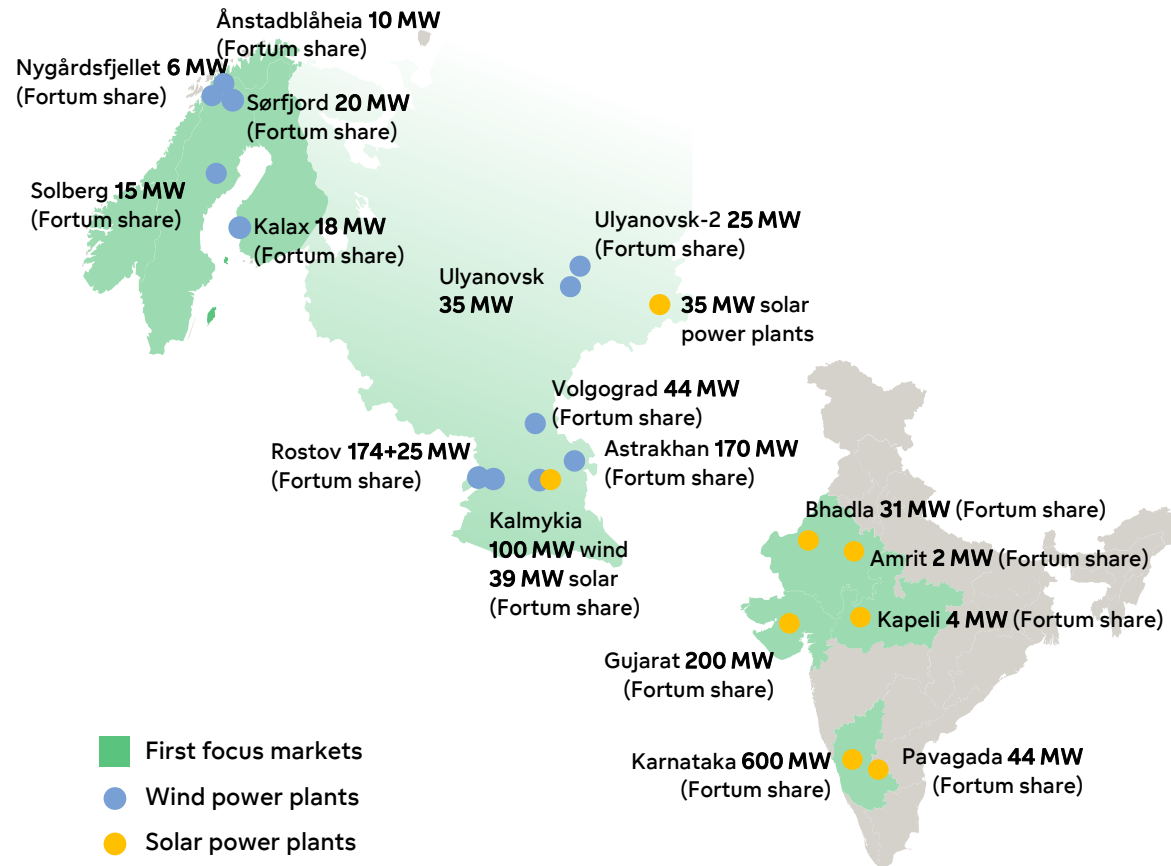 Ånstadblåheia 10 MW
(Fortum share)
Nygårdsfjellet 6 MW
(Fortum share)
Sørfjord 20 MW
(Fortum share)
Solberg 15 MW
(Fortum share)
Kalax 18 MW
(Fortum share)
Ulyanovsk-2 25 MW
(Fortum share)
Ulyanovsk
35 MW
35 MW solar
power plants
Volgograd 44 MW
(Fortum share)
Rostov 174+25 MW
(Fortum share)
Astrakhan 170 MW
(Fortum share)
Kalmykia
100 MW wind
39 MW solar
(Fortum share)
Bhadla 31 MW (Fortum share)
Amrit 2 MW (Fortum share)
Kapeli 4 MW (Fortum share)
Gujarat 200 MW
(Fortum share)
Karnataka 600 MW
(Fortum share)
Pavagada 44 MW
(Fortum share)
First focus markets
Wind power plants
Solar power plants